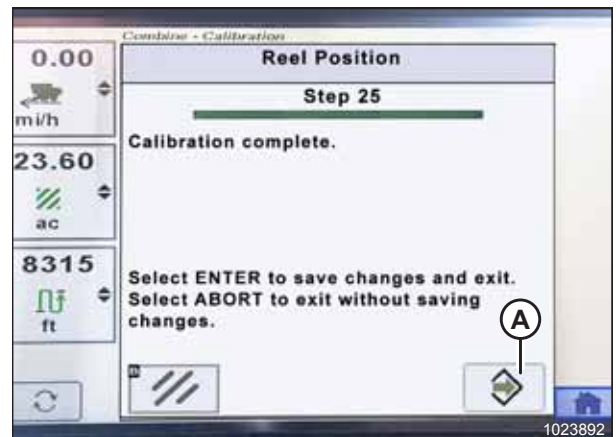 Combine - Calibration
0.00
mi/h
23.60
ac
8315
ft
Reel Position
Step 25
Calibration complete.
Select ENTER to save changes and exit.
Select ABORT to exit without saving
changes.
A
1023892